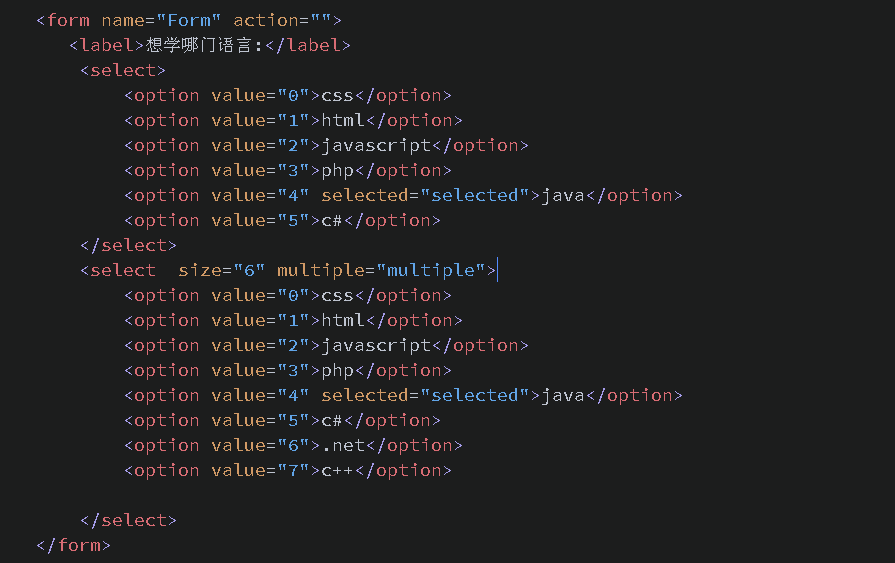 <form name="Form" action="">
<label>想学哪门语言:</label>
<select>
<option value="0">css</option>
<option value="1">html</option>
<option value="2">javascript</option>
<option value="3">php</option>
<option value="4" selected="selected">java</option>
<option value="5">c#</option>
</select>
<select  size="6" multiple="multiple">
<option value="0">css</option>
<option value="1">html</option>
<option value="2">javascript</option>
<option value="3">php</option>
<option value="4" selected="selected">java</option>
<option value="5">c#</option>
<option value="6">.net</option>
<option value="7">c++</option>
</select>
</form>